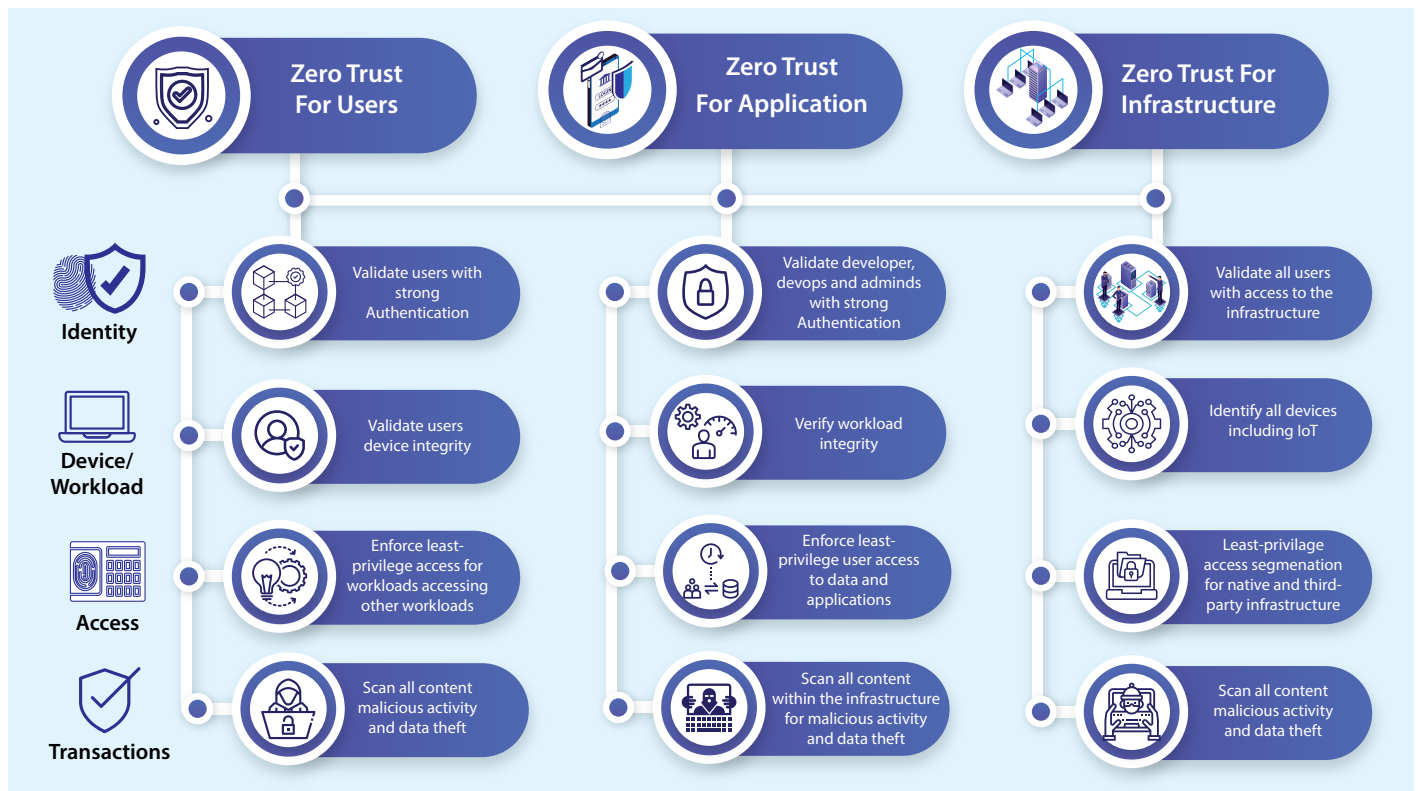 Zero Trust
For Users
Zero Trust
For Application
Zero Trust For
Infrastructure
Identity
Validate users with
strong
Authentication
Validate developer,
devops and adminds
with strong
Authentication
Validate all users
with access to the
infrastructure
Device/
Workload
Validate users
device integrity
Verify workload
integrity
Identify all devices
including IoT
Access
Enforce least-
privilege access for
workloads accessing
other workloads
Enforce least-
privilege user access
to data and
applications
Least-privilage
access segmenation
for native and third-
party infrastructure
Transactions
Scan all content
malicious activity
and data theft
Scan all content
within the infrastructure
for malicious activity
and data theft
Scan all content
malicious activity
and data theft